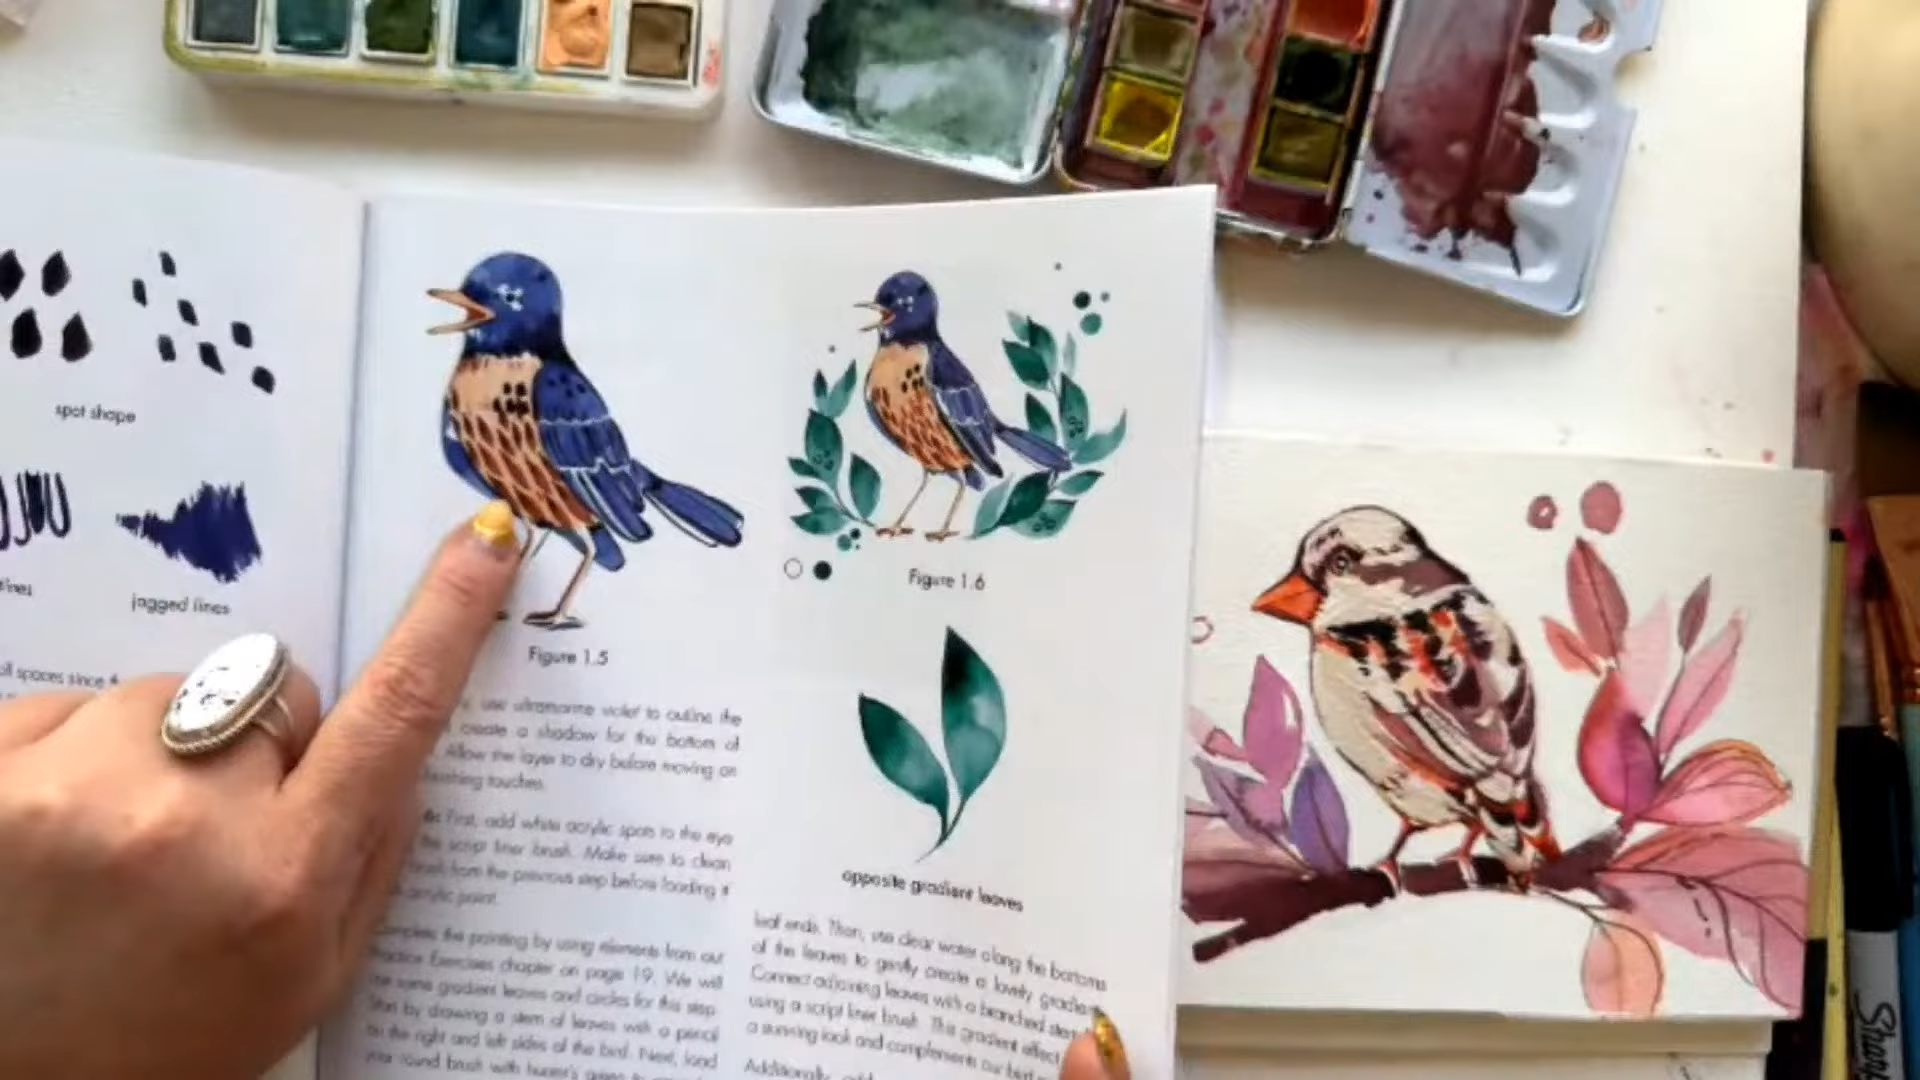 spot shape
jagged lines
spaces since
Figure 1.5
use ultramarine violet to outline the
create a shadow for the bottom of
Allow the layer to dry before moving on
finishing touches.
First, add white acrylic spots to the eye
script liner brush. Make sure to clean
brush from the previous step before loading it
acrylic paint.
the painting by using elements from our
Practice Exercises chapter on page 19. We will
some gradient leaves and circles for this step.
Start by drawing a stem of leaves with a pencil
on the right and left sides of the bird. Next, load
your round brush with hunter's green
Figure 1.6
opposite gradient leaves
leaf ends. Then, use clear water along the bottoms
of the leaves to gently create a lovely gradient.
Connect adjoining leaves with a branched stem
using a script liner brush. This gradient effect
a stunning look and complements our bird
Additionally, add
Sharp